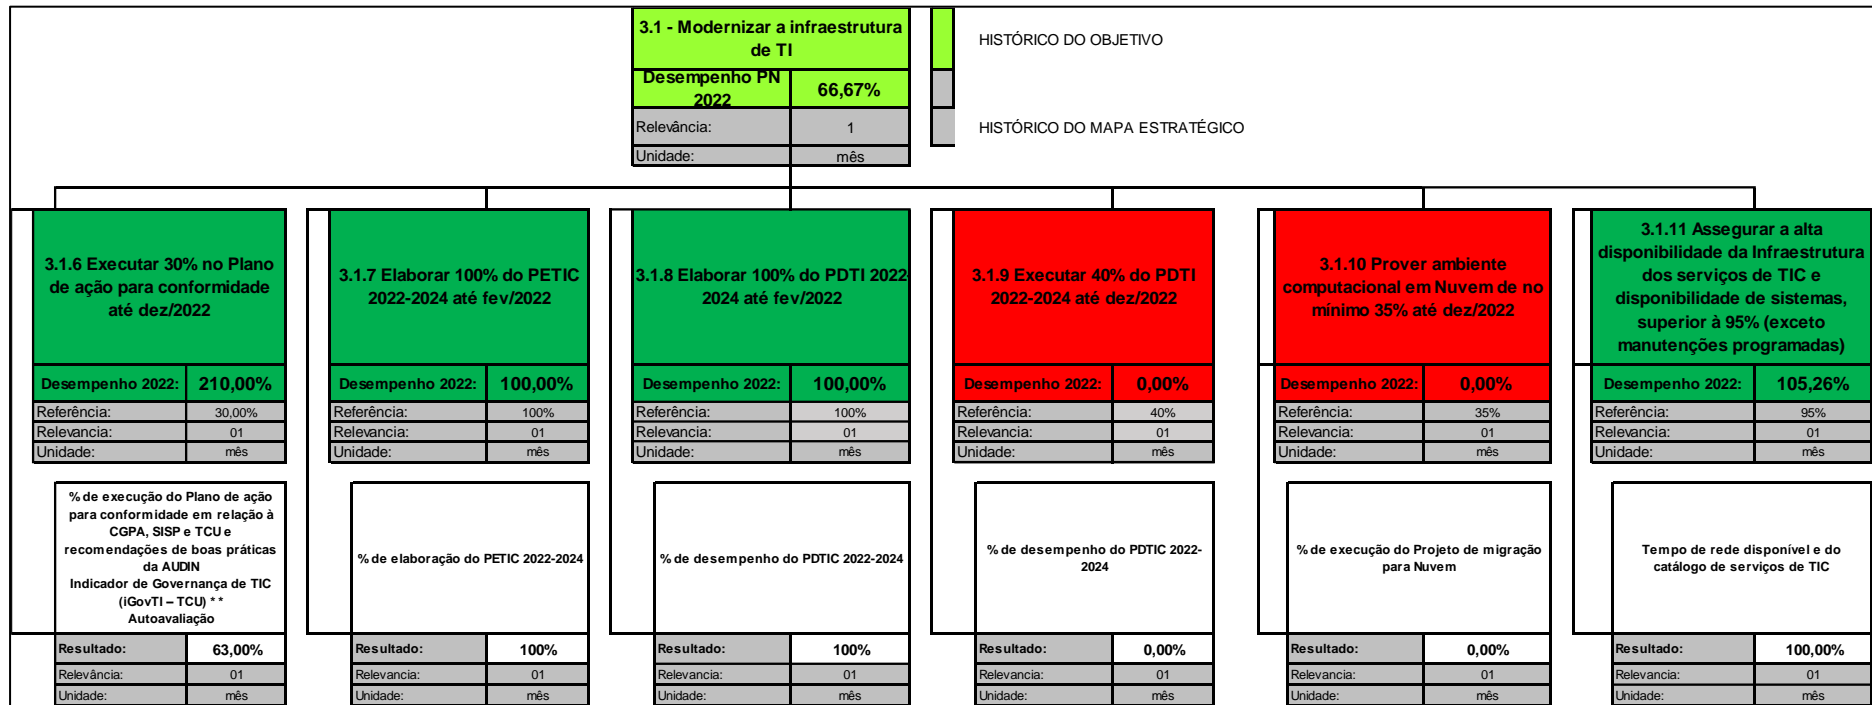 3.1 - Modernizar a infraestrutura
de TI
Desempenho PN
2022
66,67%
Relevância:
1
Unidade:
mês
HISTÓRICO DO OBJETIVO
HISTÓRICO DO MAPA ESTRATÉGICO
3.1.6 Executar 30% no Plano
de ação para conformidade
até dez/2022
Desempenho 2022:
210,00%
Referência:
30,00%
Relevancia:
01
Unidade:
mês
% de execução do Plano de ação
para conformidade em relação à
CGPA, SISP e TCU e
recomendações de boas práticas
da AUDIN
Indicador de Governança de TIC
(iGovTI – TCU) * *
Autoavaliação
Resultado:
63,00%
Relevância:
01
Unidade:
mês
3.1.7 Elaborar 100% do PETIC
2022-2024 até fev/2022
Desempenho 2022:
100,00%
Referência:
100%
Relevancia:
01
Unidade:
mês
% de elaboração do PETIC 2022-2024
Resultado:
100%
Relevancia:
01
Unidade:
mês
3.1.8 Elaborar 100% do PDTI 2022-
2024 até fev/2022
Desempenho 2022:
100,00%
Referência:
100%
Relevancia:
01
Unidade:
mês
% de desempenho do PDTIC 2022-2024
Resultado:
100%
Relevancia:
01
Unidade:
mês
3.1.9 Executar 40% do PDTI
2022-2024 até dez/2022
Desempenho 2022:
0,00%
Referência:
40%
Relevancia:
01
Unidade:
mês
% de desempenho do PDTIC 2022-
2024
Resultado:
0,00%
Relevancia:
01
Unidade:
mês
3.1.10 Prover ambiente
computacional em Nuvem de no
mínimo 35% até dez/2022
Desempenho 2022:
0,00%
Referência:
35%
Relevancia:
01
Unidade:
mês
% de execução do Projeto de migração
para Nuvem
Resultado:
0,00%
Relevancia:
01
Unidade:
mês
3.1.11 Assegurar a alta
disponibilidade da Infraestrutura
dos serviços de TIC e
disponibilidade de sistemas,
superior à 95% (exceto
manutenções programadas)
Desempenho 2022:
105,26%
Referência:
95%
Relevancia:
01
Unidade:
mês
Tempo de rede disponível e do
catálogo de serviços de TIC
Resultado:
100,00%
Relevancia:
01
Unidade:
mês